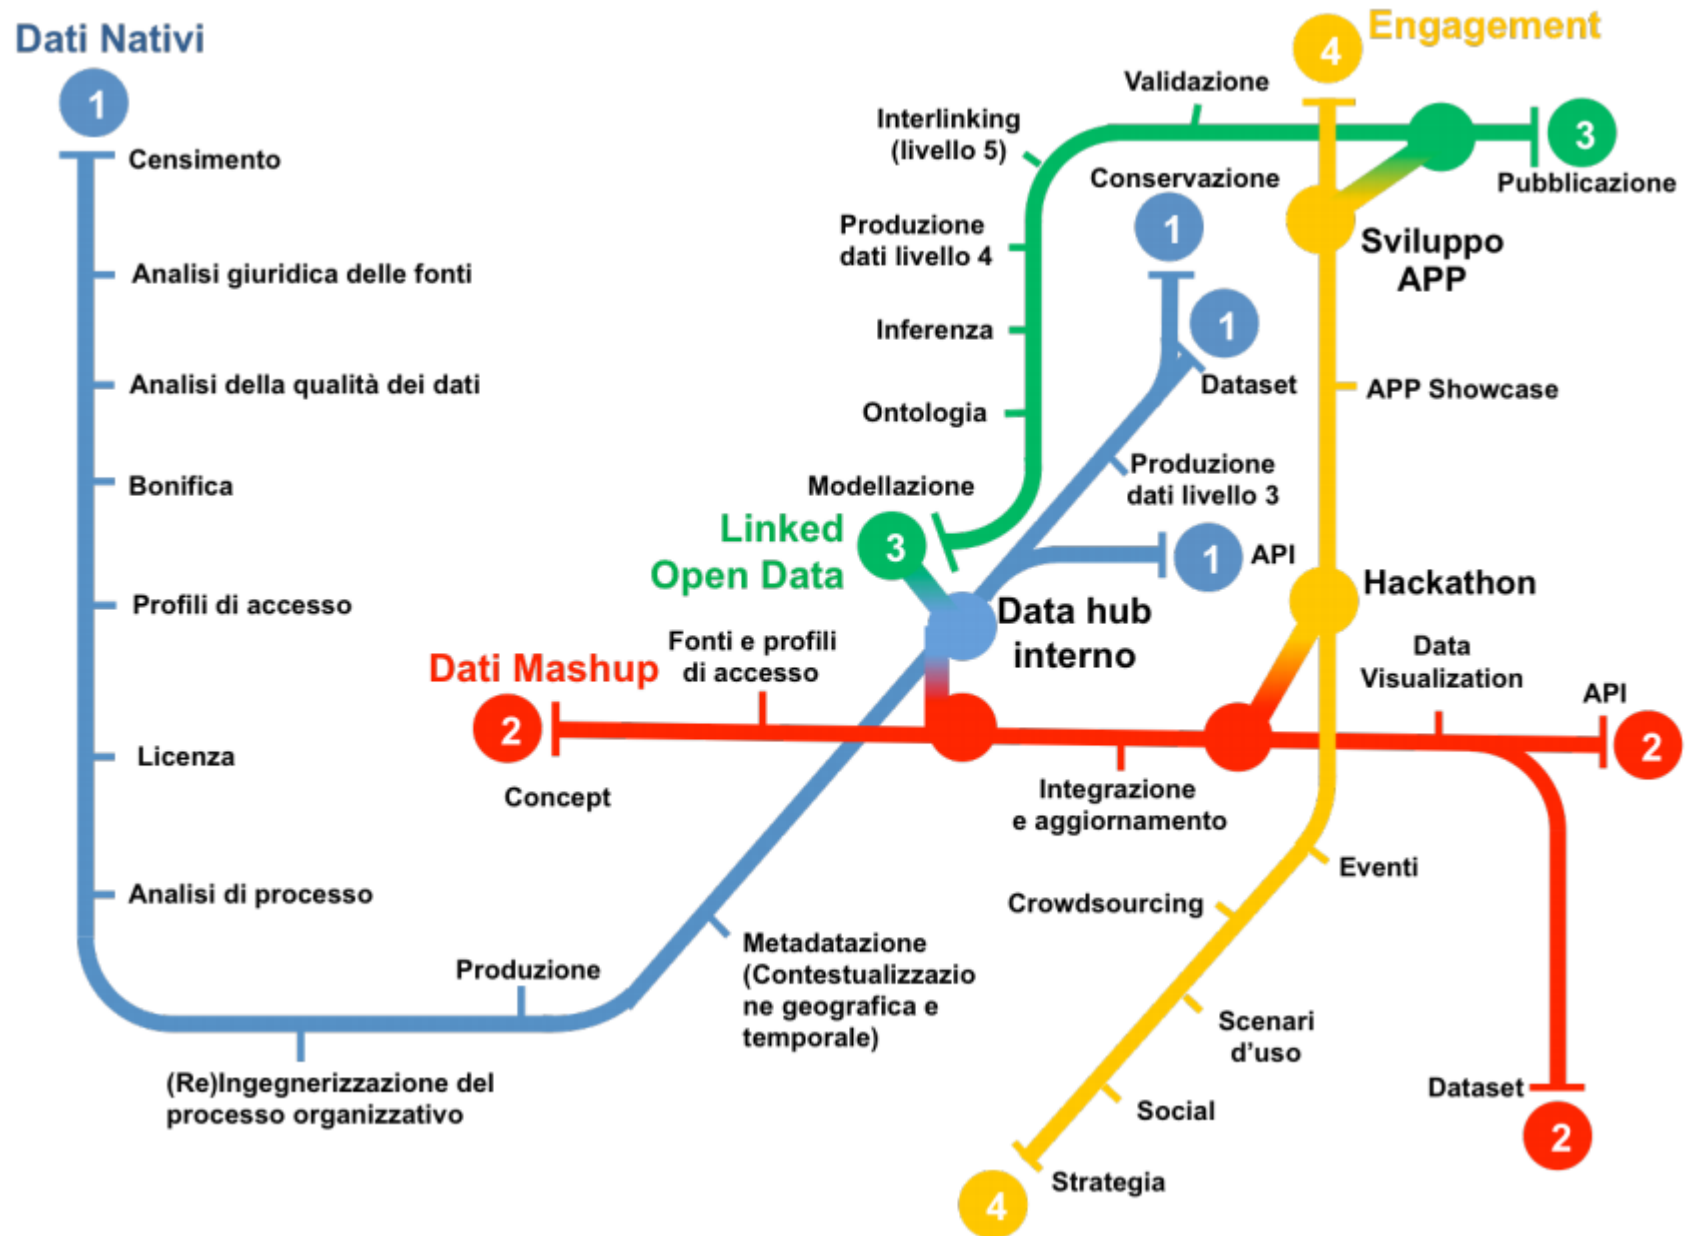 Dati Nativi
1
Censimento
Analisi giuridica delle fonti
Analisi della qualità dei dati
Bonifica
Profili di accesso
Licenza
Analisi di processo
(Re)Ingegnerizzazione del
processo organizzativo
Produzione
Metadatazione
(Contestualizzazio
ne geografica e
temporale)
Data hub
interno
API
1
Produzione
dati livello 3
Dataset
1
Conservazione
1
Dati Mashup
2
Concept
Fonti e profili
di accesso
Integrazione
e aggiornamento
Data
Visualization
API
2
Dataset
2
Linked
Open Data
3
Modellazione
Ontologia
Inferenza
Produzione
dati livello 4
Interlinking
(livello 5)
Validazione
3
Pubblicazione
Engagement
4
Sviluppo
APP
APP Showcase
Hackathon
Eventi
Crowdsourcing
Scenari
d'uso
Social
Strategia
4